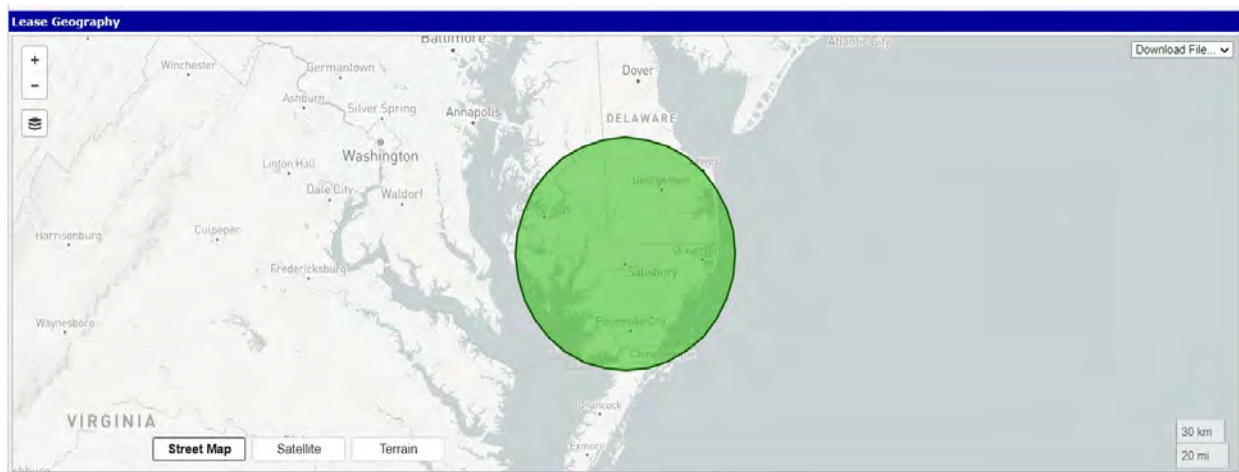 Lease Geography
Baltimore
Atlantic City
Download File...
+
Winchester
Germantown
Dover
−
Ashburn
Silver Spring
Annapolis
DELAWARE
Washington
Linton Hall
Lewes
Dale City
Waldorf
Georgetown
Cambridge
Harrisonburg
Culpeper
Fredericksburg
Salisbury
Waynesboro
Pocomoke City
Chincoteague
Onancock
VIRGINIA
Street Map
Satellite
Terrain
Exmore
30 km
20 mi